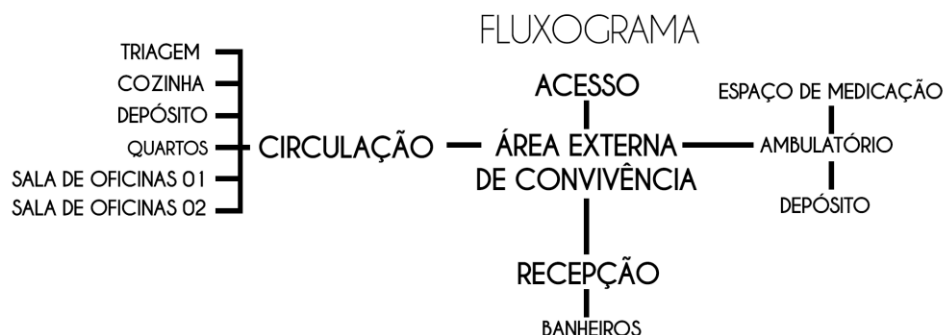 FLUXOGRAMA
TRIAGEM
COZINHA
DEPÓSITO
QUARTOS
SALA DE OFICINAS 01
SALA DE OFICINAS 02
CIRCULAÇÃO
ACESSO
ÁREA EXTERNA
DE CONVIVÊNCIA
RECEPÇÃO
BANHEIROS
ESPAÇO DE MEDICAÇÃO
AMBULATÓRIO
DEPÓSITO